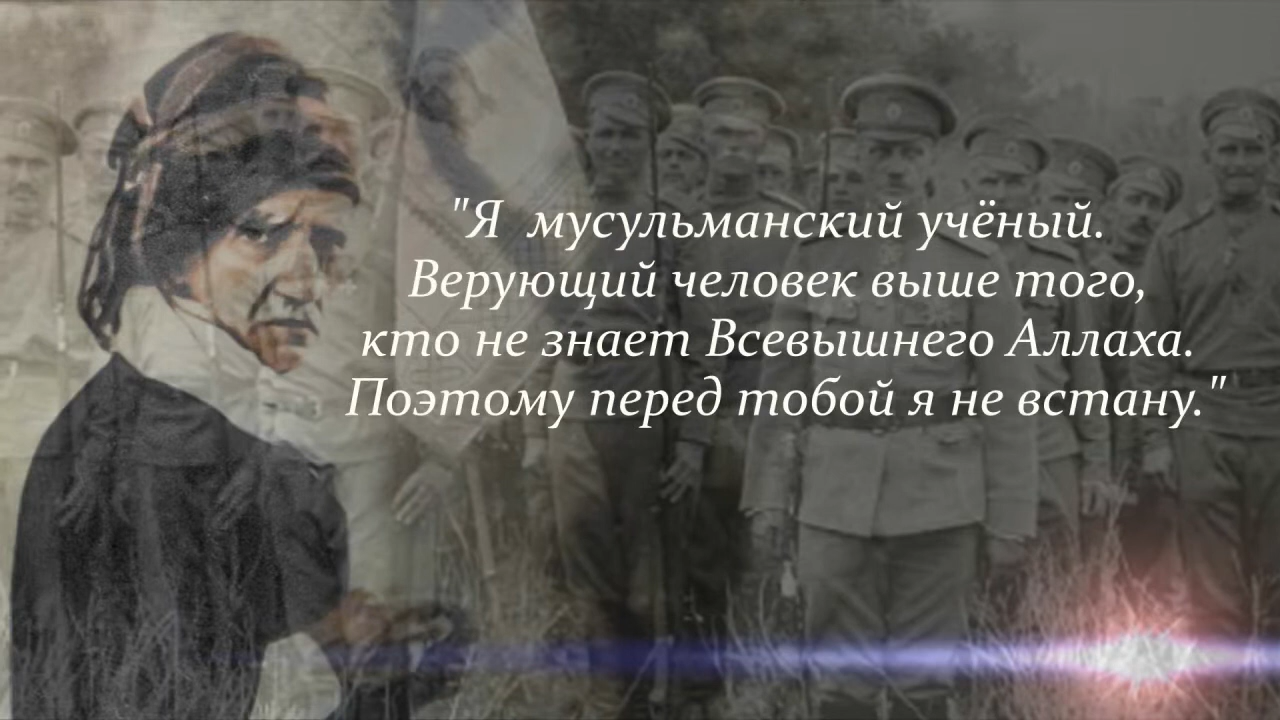 "Я мусульманский учёный.
Верующий человек выше того,
кто не знает Всевышнего Аллаха.
Поэтому перед тобой я не встану."